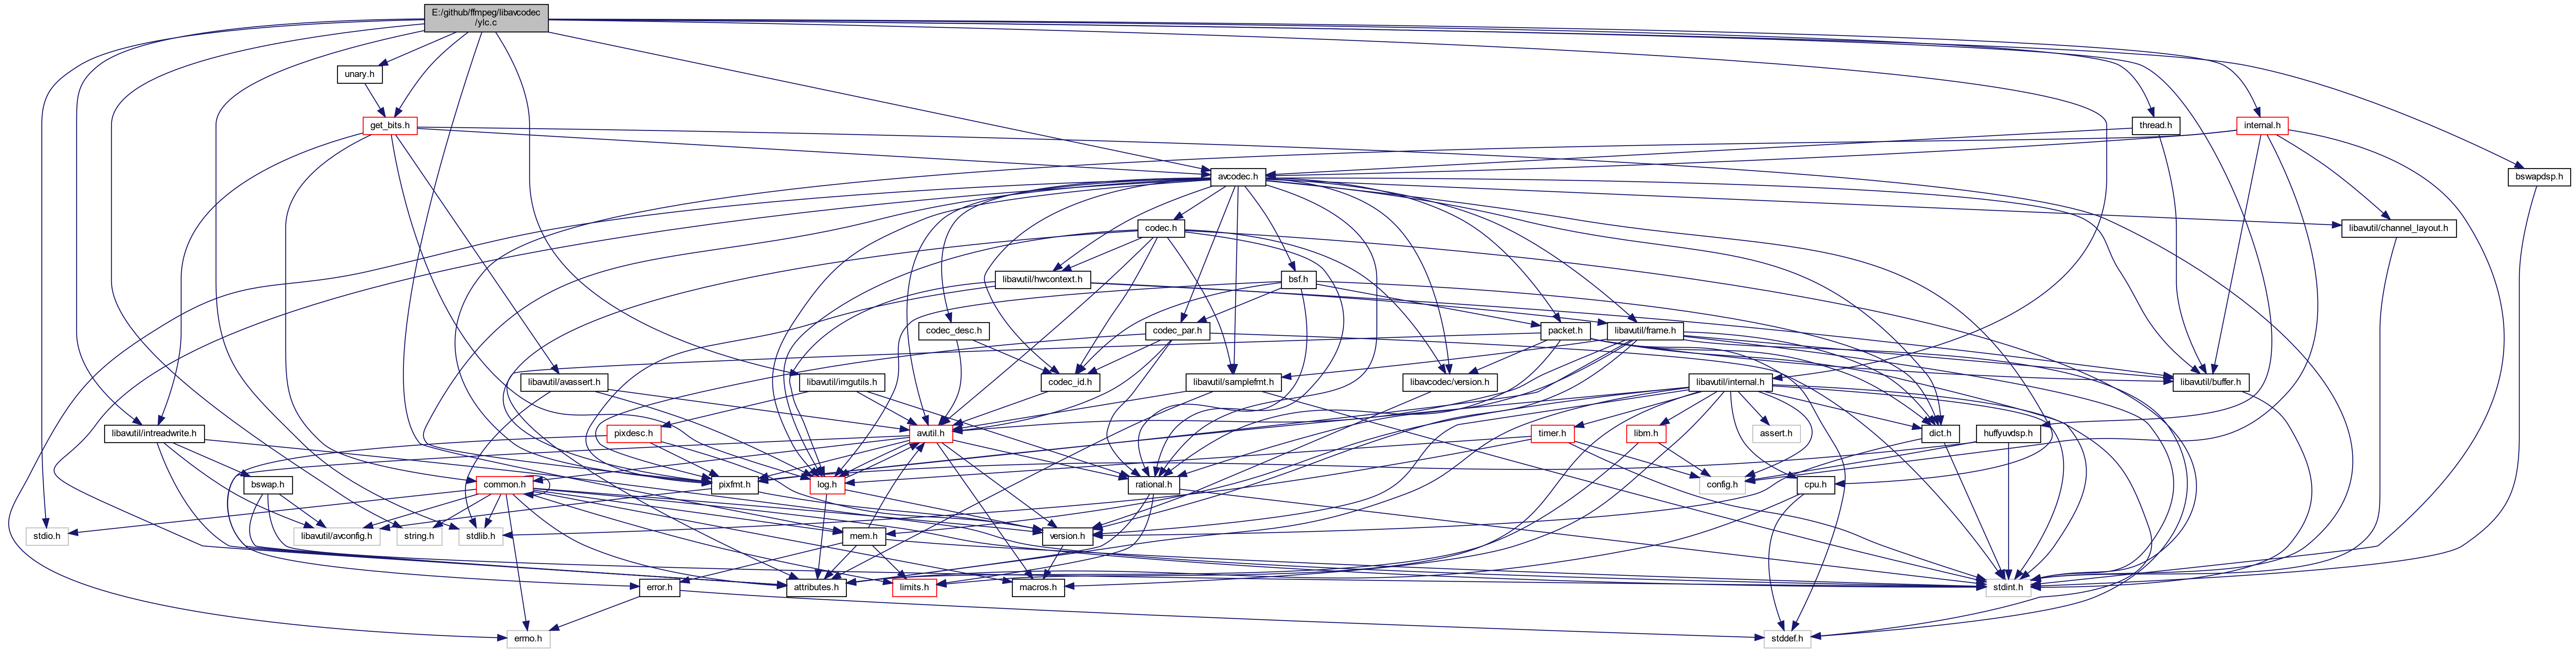 E:/github/ffmpeg/libavcodec
/ylc.c
unary.h
get_bits.h
thread.h
internal.h
avcodec.h
bswapdsp.h
codec.h
libavutil/channel_layout.h
libavutil/hwcontext.h
bsf.h
codec_desc.h
codec_par.h
packet.h
libavutil/frame.h
libavutil/avassert.h
libavutil/imgutils.h
codec_id.h
libavutil/samplefmt.h
libavcodec/version.h
libavutil/internal.h
libavutil/buffer.h
libavutil/intreadwrite.h
pixdesc.h
avutil.h
timer.h
libm.h
assert.h
dict.h
huffyuvdsp.h
bswap.h
common.h
pixfmt.h
log.h
rational.h
config.h
cpu.h
stdio.h
libavutil/avconfig.h
string.h
stdlib.h
mem.h
version.h
error.h
attributes.h
limits.h
macros.h
stdint.h
errno.h
stddef.h